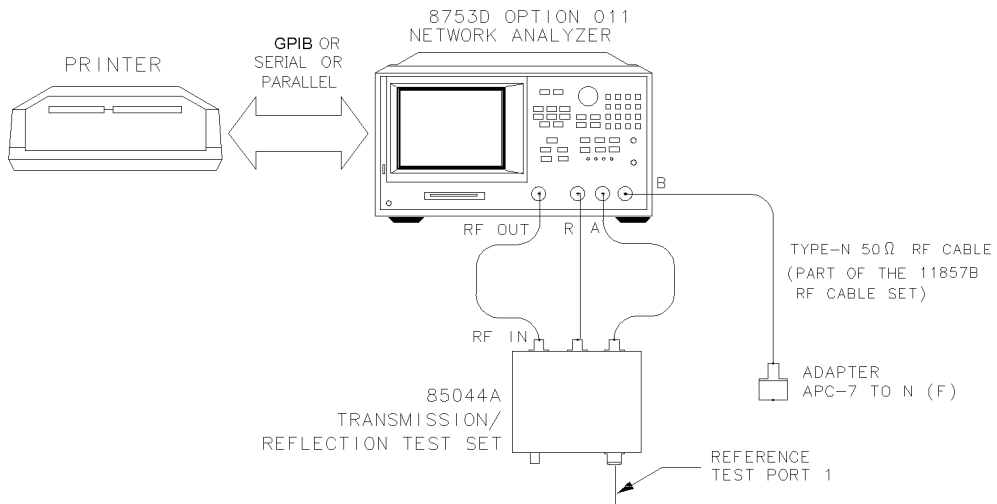 8753D OPTION 011
NETWORK ANALYZER
GPIB OR
SERIAL OR
PARALLEL
PRINTER
B
RF OUT
R
A
TYPE-N 50Ω RF CABLE
(PART OF THE 11857B
RF CABLE SET)
RF IN
ADAPTER
APC-7 TO N (F)
85044A
TRANSMISSION/
REFLECTION TEST SET
REFERENCE
TEST PORT 1